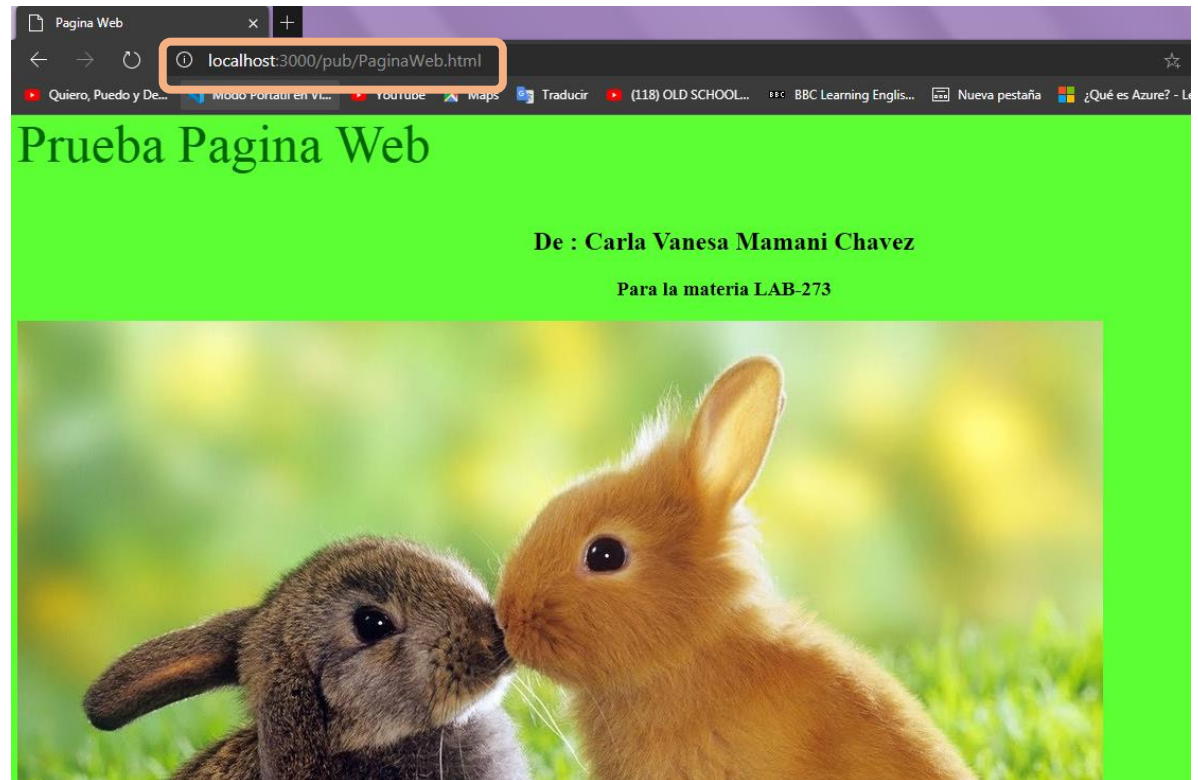 Pagina Web
localhost:3000/pub/PaginaWeb.html
Quiero, Puedo y De... Modo Portátil en Vi... YouTube Maps Traducir (118) OLD SCHOOL... BBC BBC Learning Englis... Nueva pestaña ¿Qué es Azure? - Le
Prueba Pagina Web
De : Carla Vanesa Mamani Chavez
Para la materia LAB-273